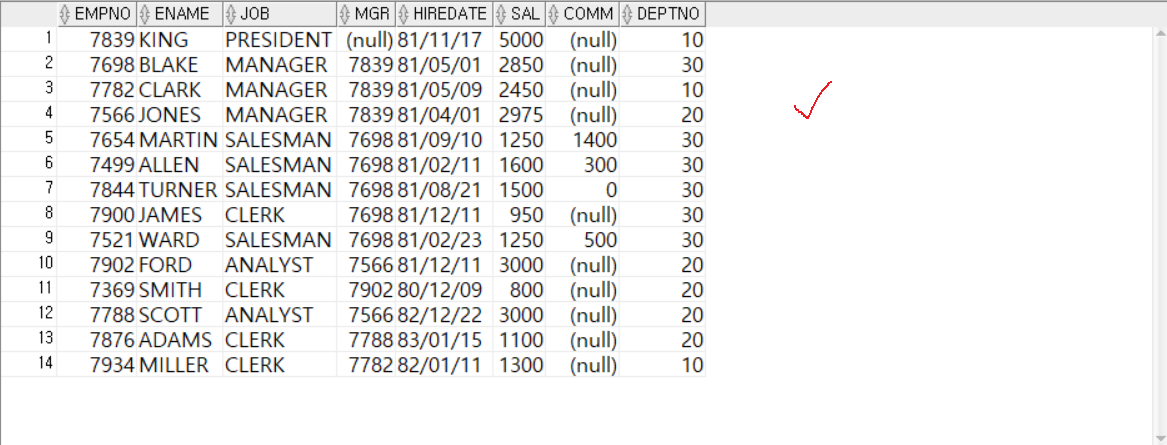 EMPNO ENAME JOB MGR HIREDATE SAL COMM DEPTNO
1 7839 KING PRESIDENT (null) 81/11/17 5000 (null) 10
2 7698 BLAKE MANAGER 7839 81/05/01 2850 (null) 30
3 7782 CLARK MANAGER 7839 81/05/09 2450 (null) 10
4 7566 JONES MANAGER 7839 81/04/01 2975 (null) 20
5 7654 MARTIN SALESMAN 7698 81/09/10 1250 1400 30
6 7499 ALLEN SALESMAN 7698 81/02/11 1600 300 30
7 7844 TURNER SALESMAN 7698 81/08/21 1500 0 30
8 7900 JAMES CLERK 7698 81/12/11 950 (null) 30
9 7521 WARD SALESMAN 7698 81/02/23 1250 500 30
10 7902 FORD ANALYST 7566 81/12/11 3000 (null) 20
11 7369 SMITH CLERK 7902 80/12/09 800 (null) 20
12 7788 SCOTT ANALYST 7566 82/12/22 3000 (null) 20
13 7876 ADAMS CLERK 7788 83/01/15 1100 (null) 20
14 7934 MILLER CLERK 7782 82/01/11 1300 (null) 10